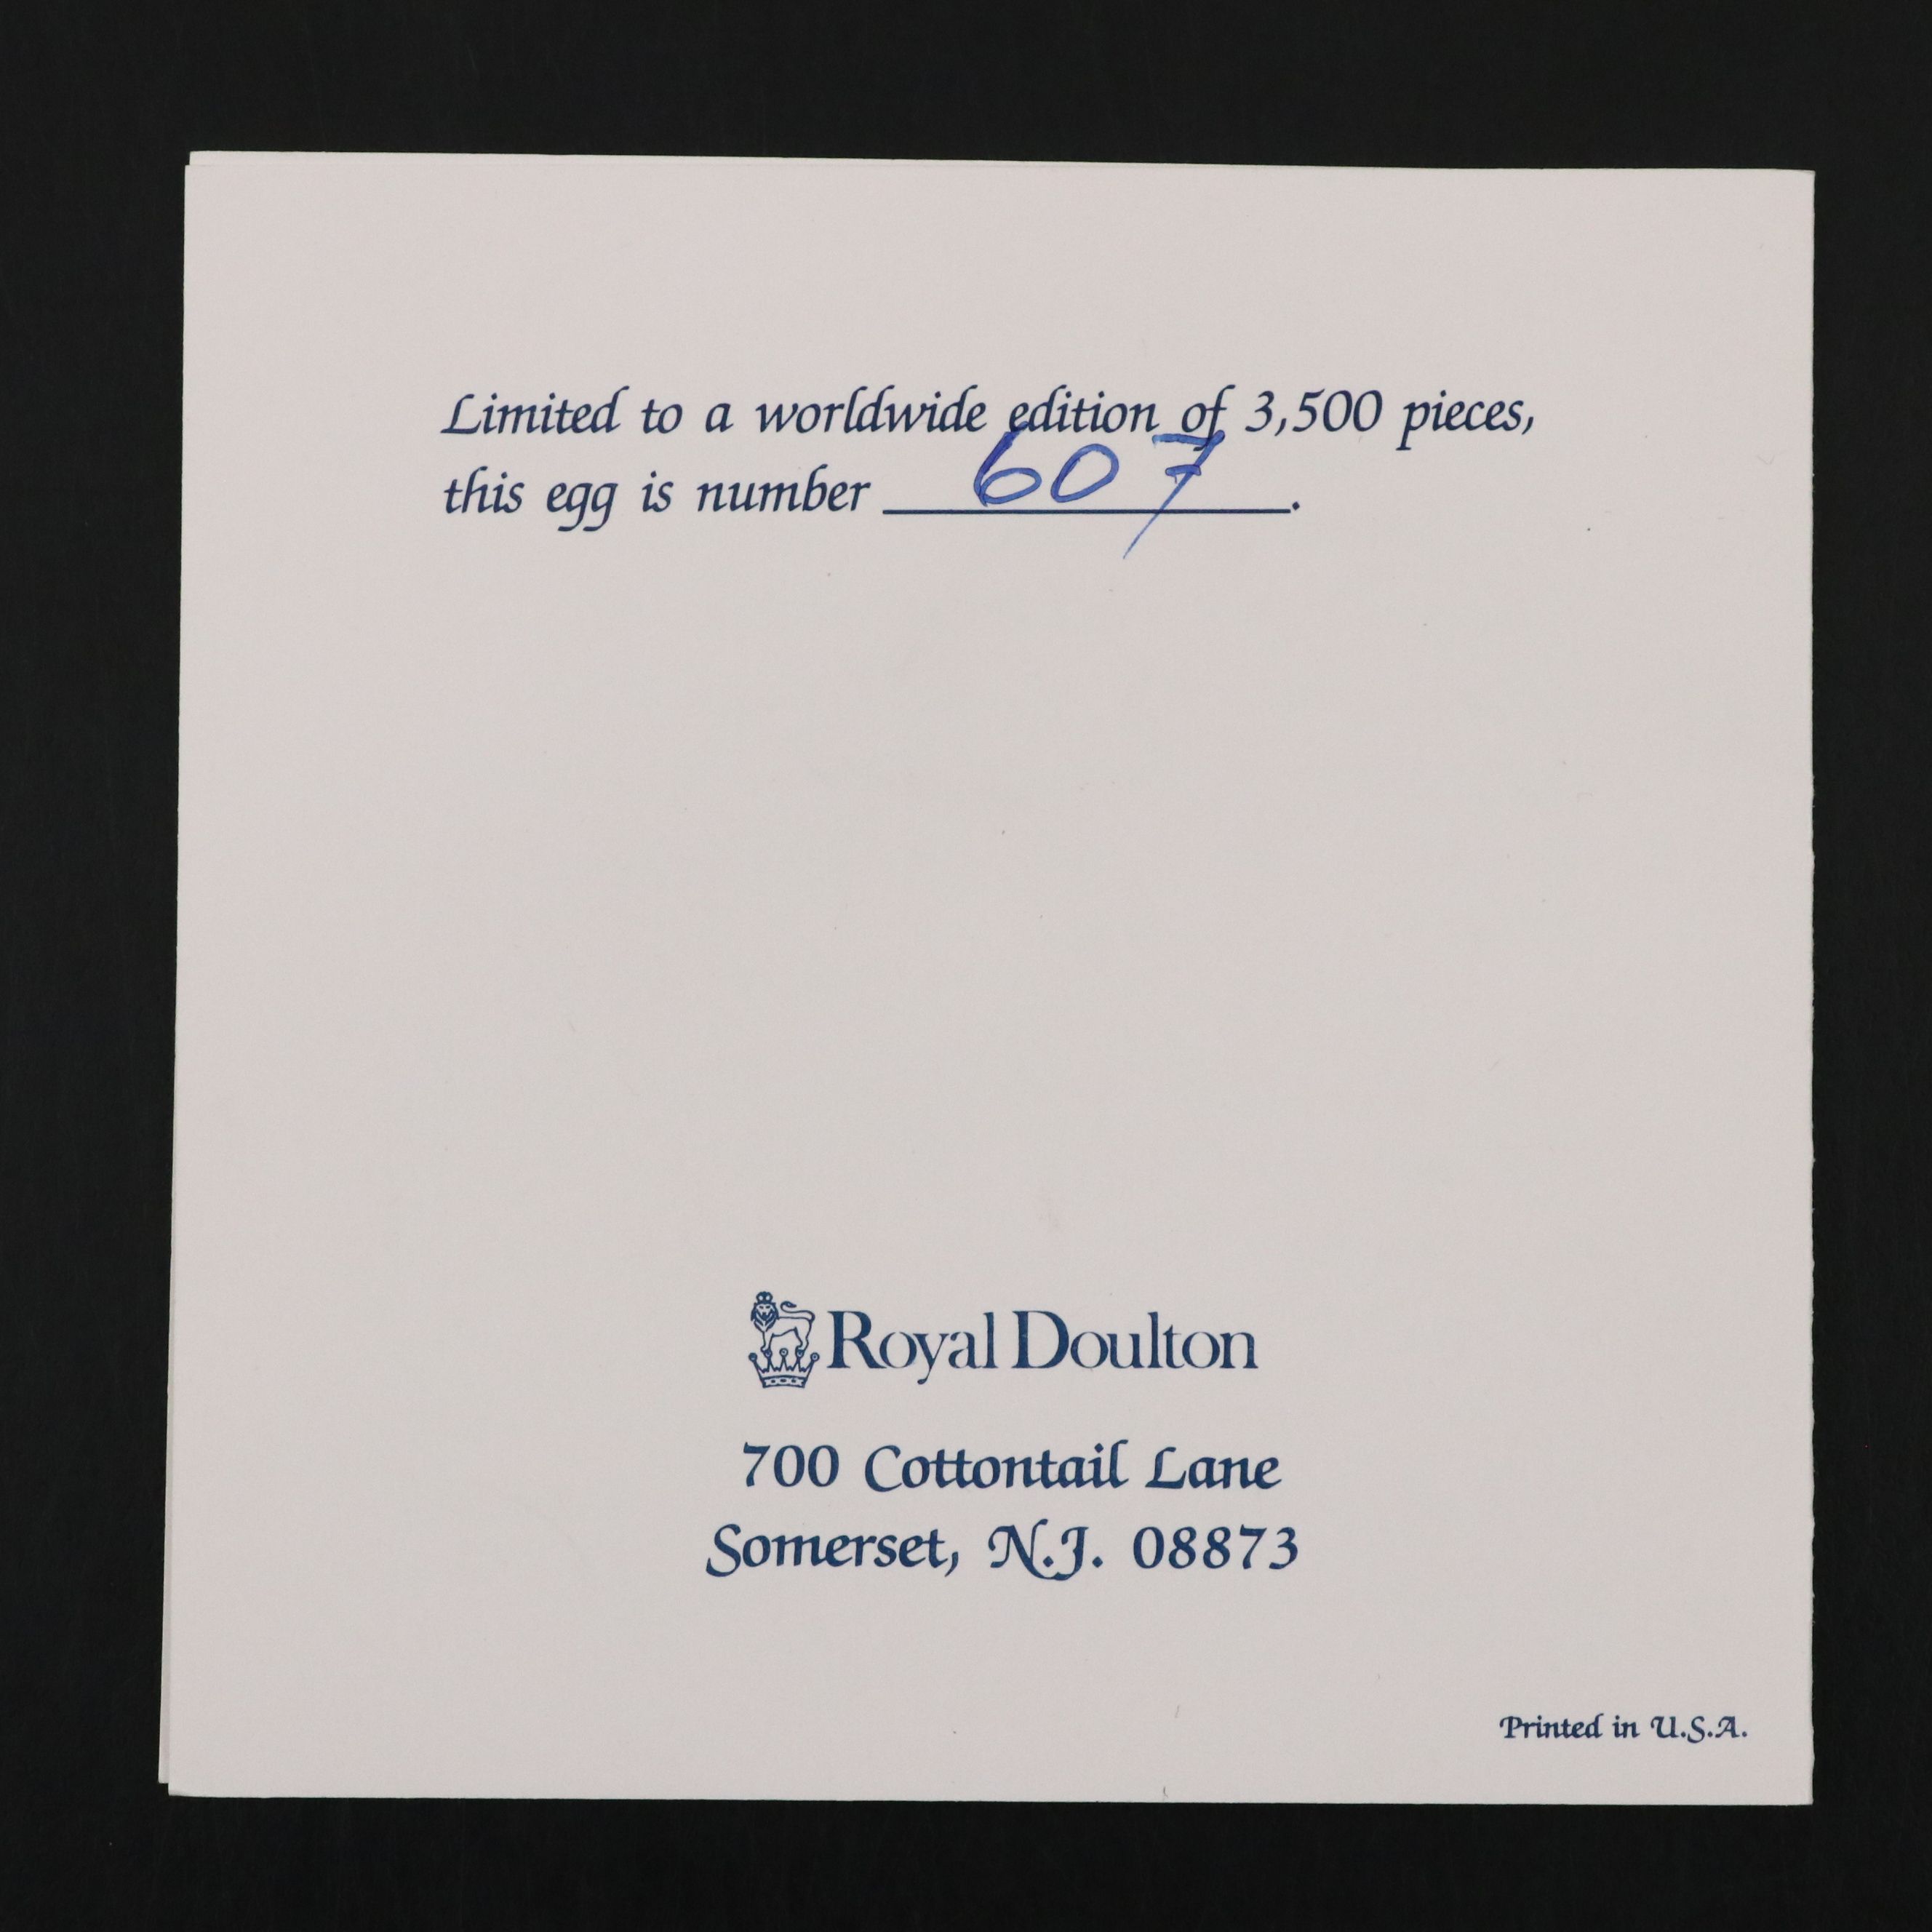 Limited to a worldwide edition of 3,500 pieces,
this egg is number 607.
Royal Doulton
700 Cottontail Lane
Somerset, N.J. 08873
Printed in U.S.A.